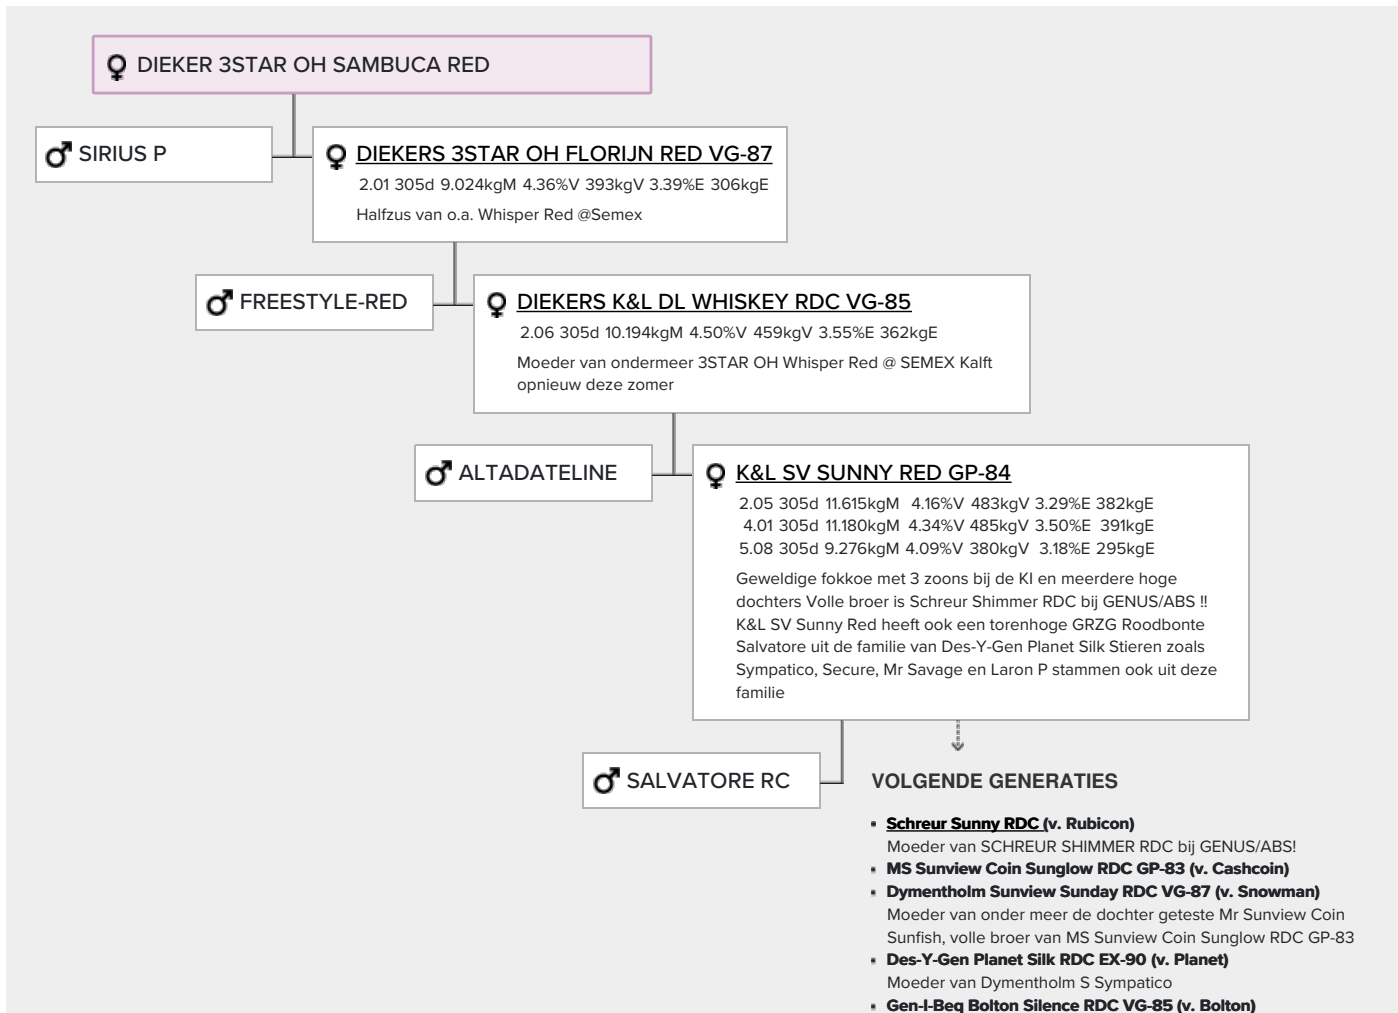 DIEKER 3STAR OH SAMBUCA RED
SIRIUS P
DIEKERS 3STAR OH FLORIJN RED VG-87
2.01 305d 9.024kgM 4.36%V 393kgV 3.39%E 306kgE
Halfzus van o.a. Whisper Red @Semex
FREESTYLE-RED
DIEKERS K&L DL WHISKEY RDC VG-85
2.06 305d 10.194kgM 4.50%V 459kgV 3.55%E 362kgE
Moeder van ondermeer 3STAR OH Whisper Red @ SEMEX Kalft
opnieuw deze zomer
ALTADATELINE
K&L SV SUNNY RED GP-84
2.05 305d 11.615kgM 4.16%V 483kgV 3.29%E 382kgE
4.01 305d 11.180kgM 4.34%V 485kgV 3.50%E 391kgE
5.08 305d 9.276kgM 4.09%V 380kgV 3.18%E 295kgE
Geweldige fokkoe met 3 zoons bij de KI en meerdere hoge
dochters Volle broer is Schreur Shimmer RDC bij GENUS/ABS !!
K&L SV Sunny Red heeft ook een torenhoge GRZG Roodbonte
Salvatore uit de familie van Des-Y-Gen Planet Silk Stieren zoals
Sympatico, Secure, Mr Savage en Laron P stammen ook uit deze
familie
SALVATORE RC
VOLGENDE GENERATIES
Schreur Sunny RDC (v. Rubicon)
Moeder van SCHREUR SHIMMER RDC bij GENUS/ABS!
MS Sunview Coin Sunglow RDC GP-83 (v. Cashcoin)
Dymentholm Sunview Sunday RDC VG-87 (v. Snowman)
Moeder van onder meer de dochter geteste Mr Sunview Coin
Sunfish, volle broer van MS Sunview Coin Sunglow RDC GP-83
Des-Y-Gen Planet Silk RDC EX-90 (v. Planet)
Moeder van Dymentholm S Sympatico
Gen-I-Beq Bolton Silence RDC VG-85 (v. Bolton)